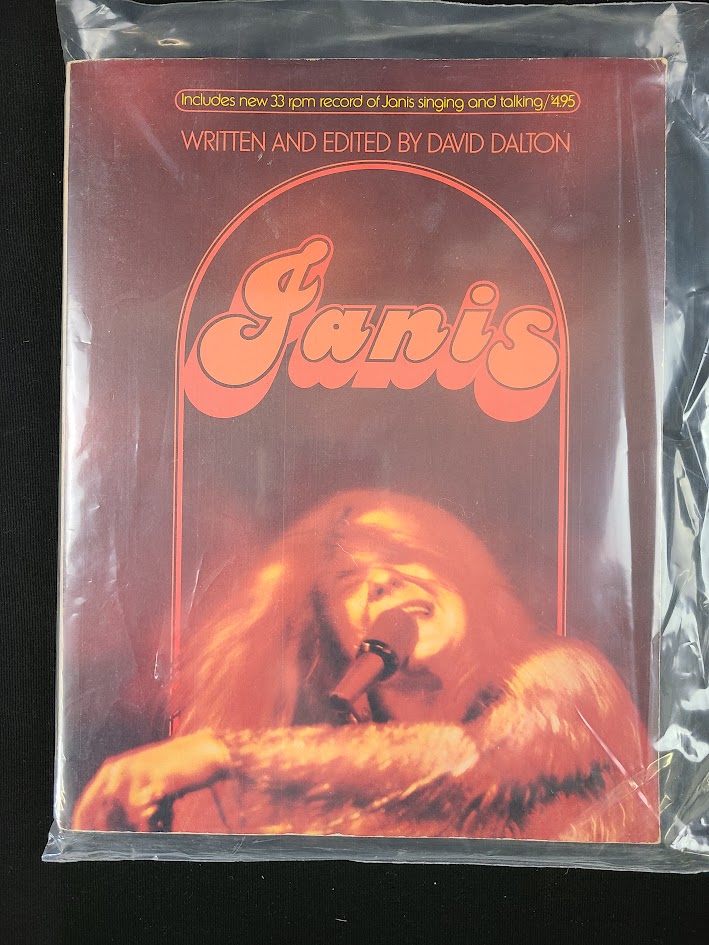 Includes new 33 rpm record of Janis singing and talking/$4.95
WRITTEN AND EDITED BY DAVID DALTON
Janis